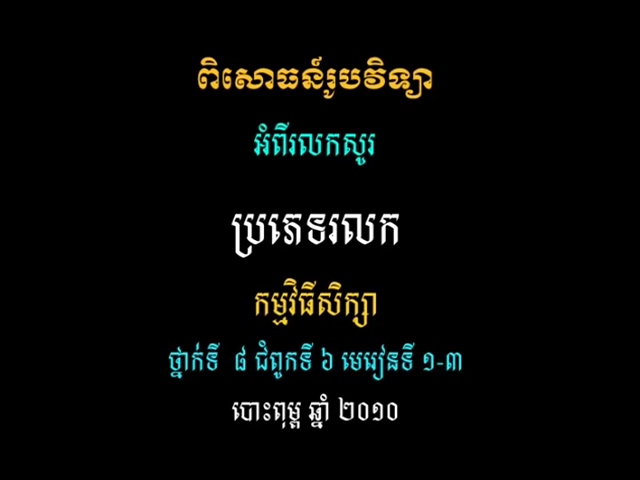 ពិសោធន៍រូបវិទ្យា
អំពីរលកសូរ
ប្រភេទរលក
កម្មវិធីសិក្សា
ថ្នាក់ទី ៨ ជំពូកទី ៦ មេរៀនទី ១-៣
បោះពុម្ព ឆ្នាំ ២០១០